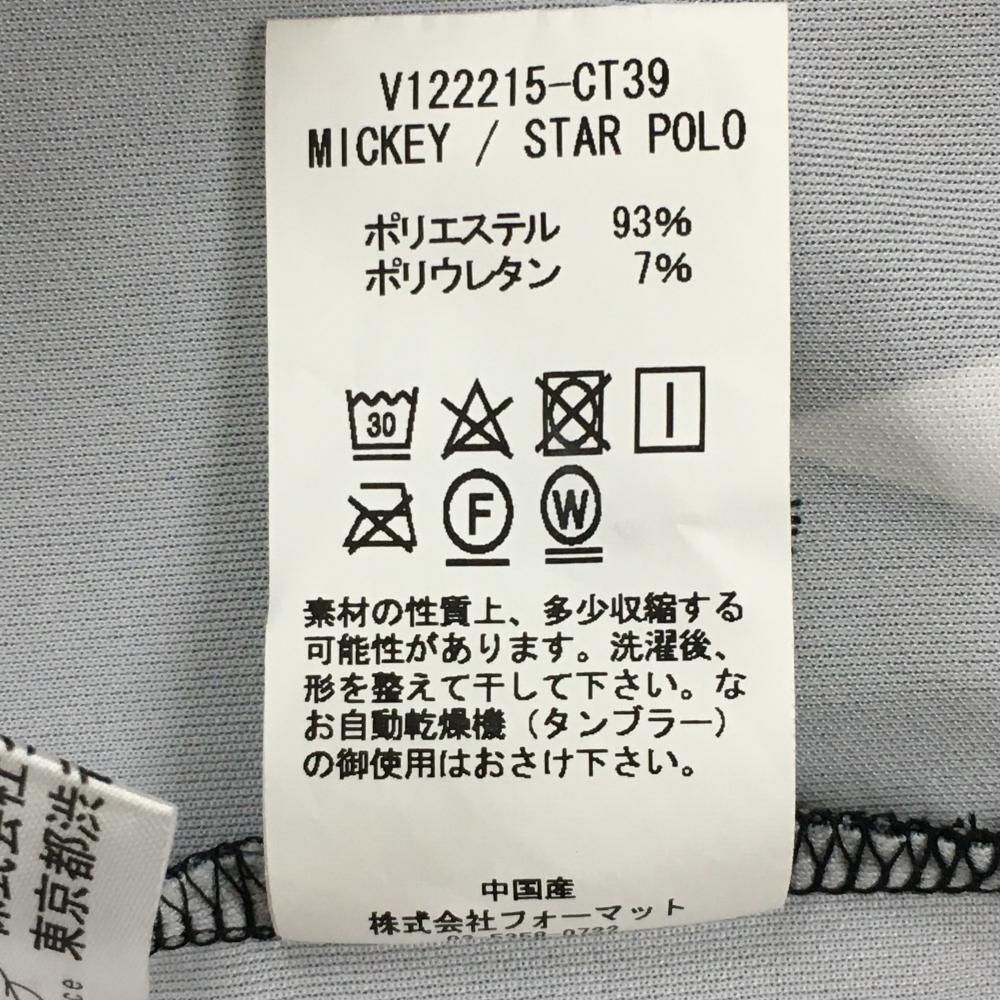 V122215-CT39
MICKEY / STAR POLO
ポリエステル 93%
ポリウレタン 7%
30
F
W
素材の性質上、多少収縮する
可能性があります。洗濯後、
形を整えて干して下さい。な
お自動乾燥機（タンブラー）
の御使用はおさけ下さい。
中国産
株式会社フォーマット
株式会社
東京都渋